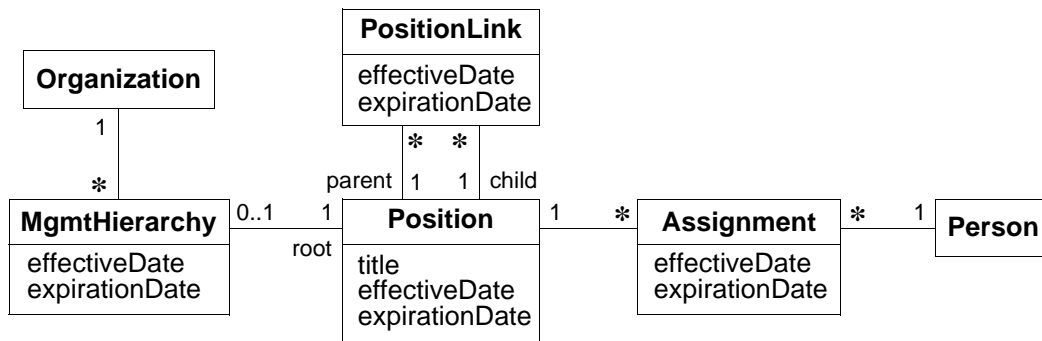 PositionLink
effectiveDate
expirationDate
Organization
1
*
* *
parent 1 1 child
MgmtHierarchy
effectiveDate
expirationDate
0..1 1
root
Position
title
effectiveDate
expirationDate
1 *
Assignment
effectiveDate
expirationDate
* 1
Person